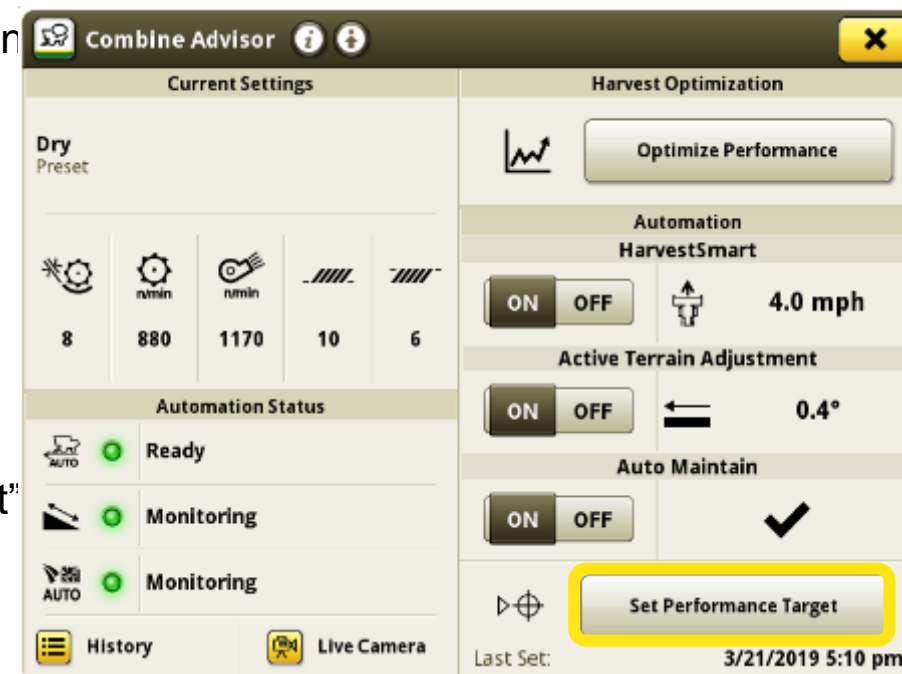 n
Combine Advisor
Current Settings
Dry
Preset
n/min
n/min
8 880 1170 10 6
Automation Status
AUTO Ready
Monitoring
AUTO Monitoring
History Live Camera
Harvest Optimization
Optimize Performance
Automation
HarvestSmart
ON OFF 4.0 mph
Active Terrain Adjustment
ON OFF 0.4°
Auto Maintain
ON OFF
Set Performance Target
Last Set: 3/21/2019 5:10 pm
t”